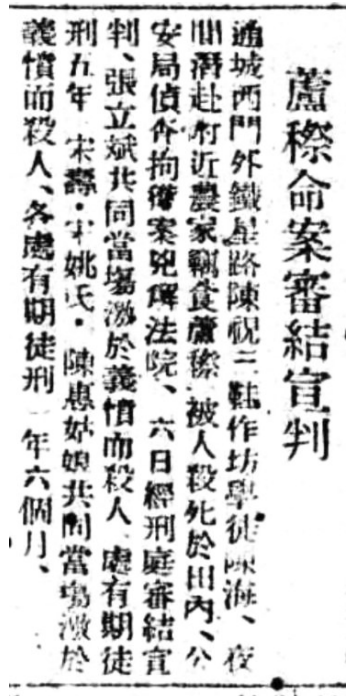 蘆穄命案審結宣判
通城西門外鐵星路陳祝三鞋作坊學徒陳海、夜
間潛赴附近農家竊食蘆穄、被人殺死於田內、公
安局偵查拘獲案兇解法院、六日經刑庭審結宣
判、張立斌共同當場激於義憤而殺人、處有期徒
刑五年、宋壽・宋姚氏・陳惠姑娘共同當場激於
義憤而殺人、各處有期徒刑一年六個月、